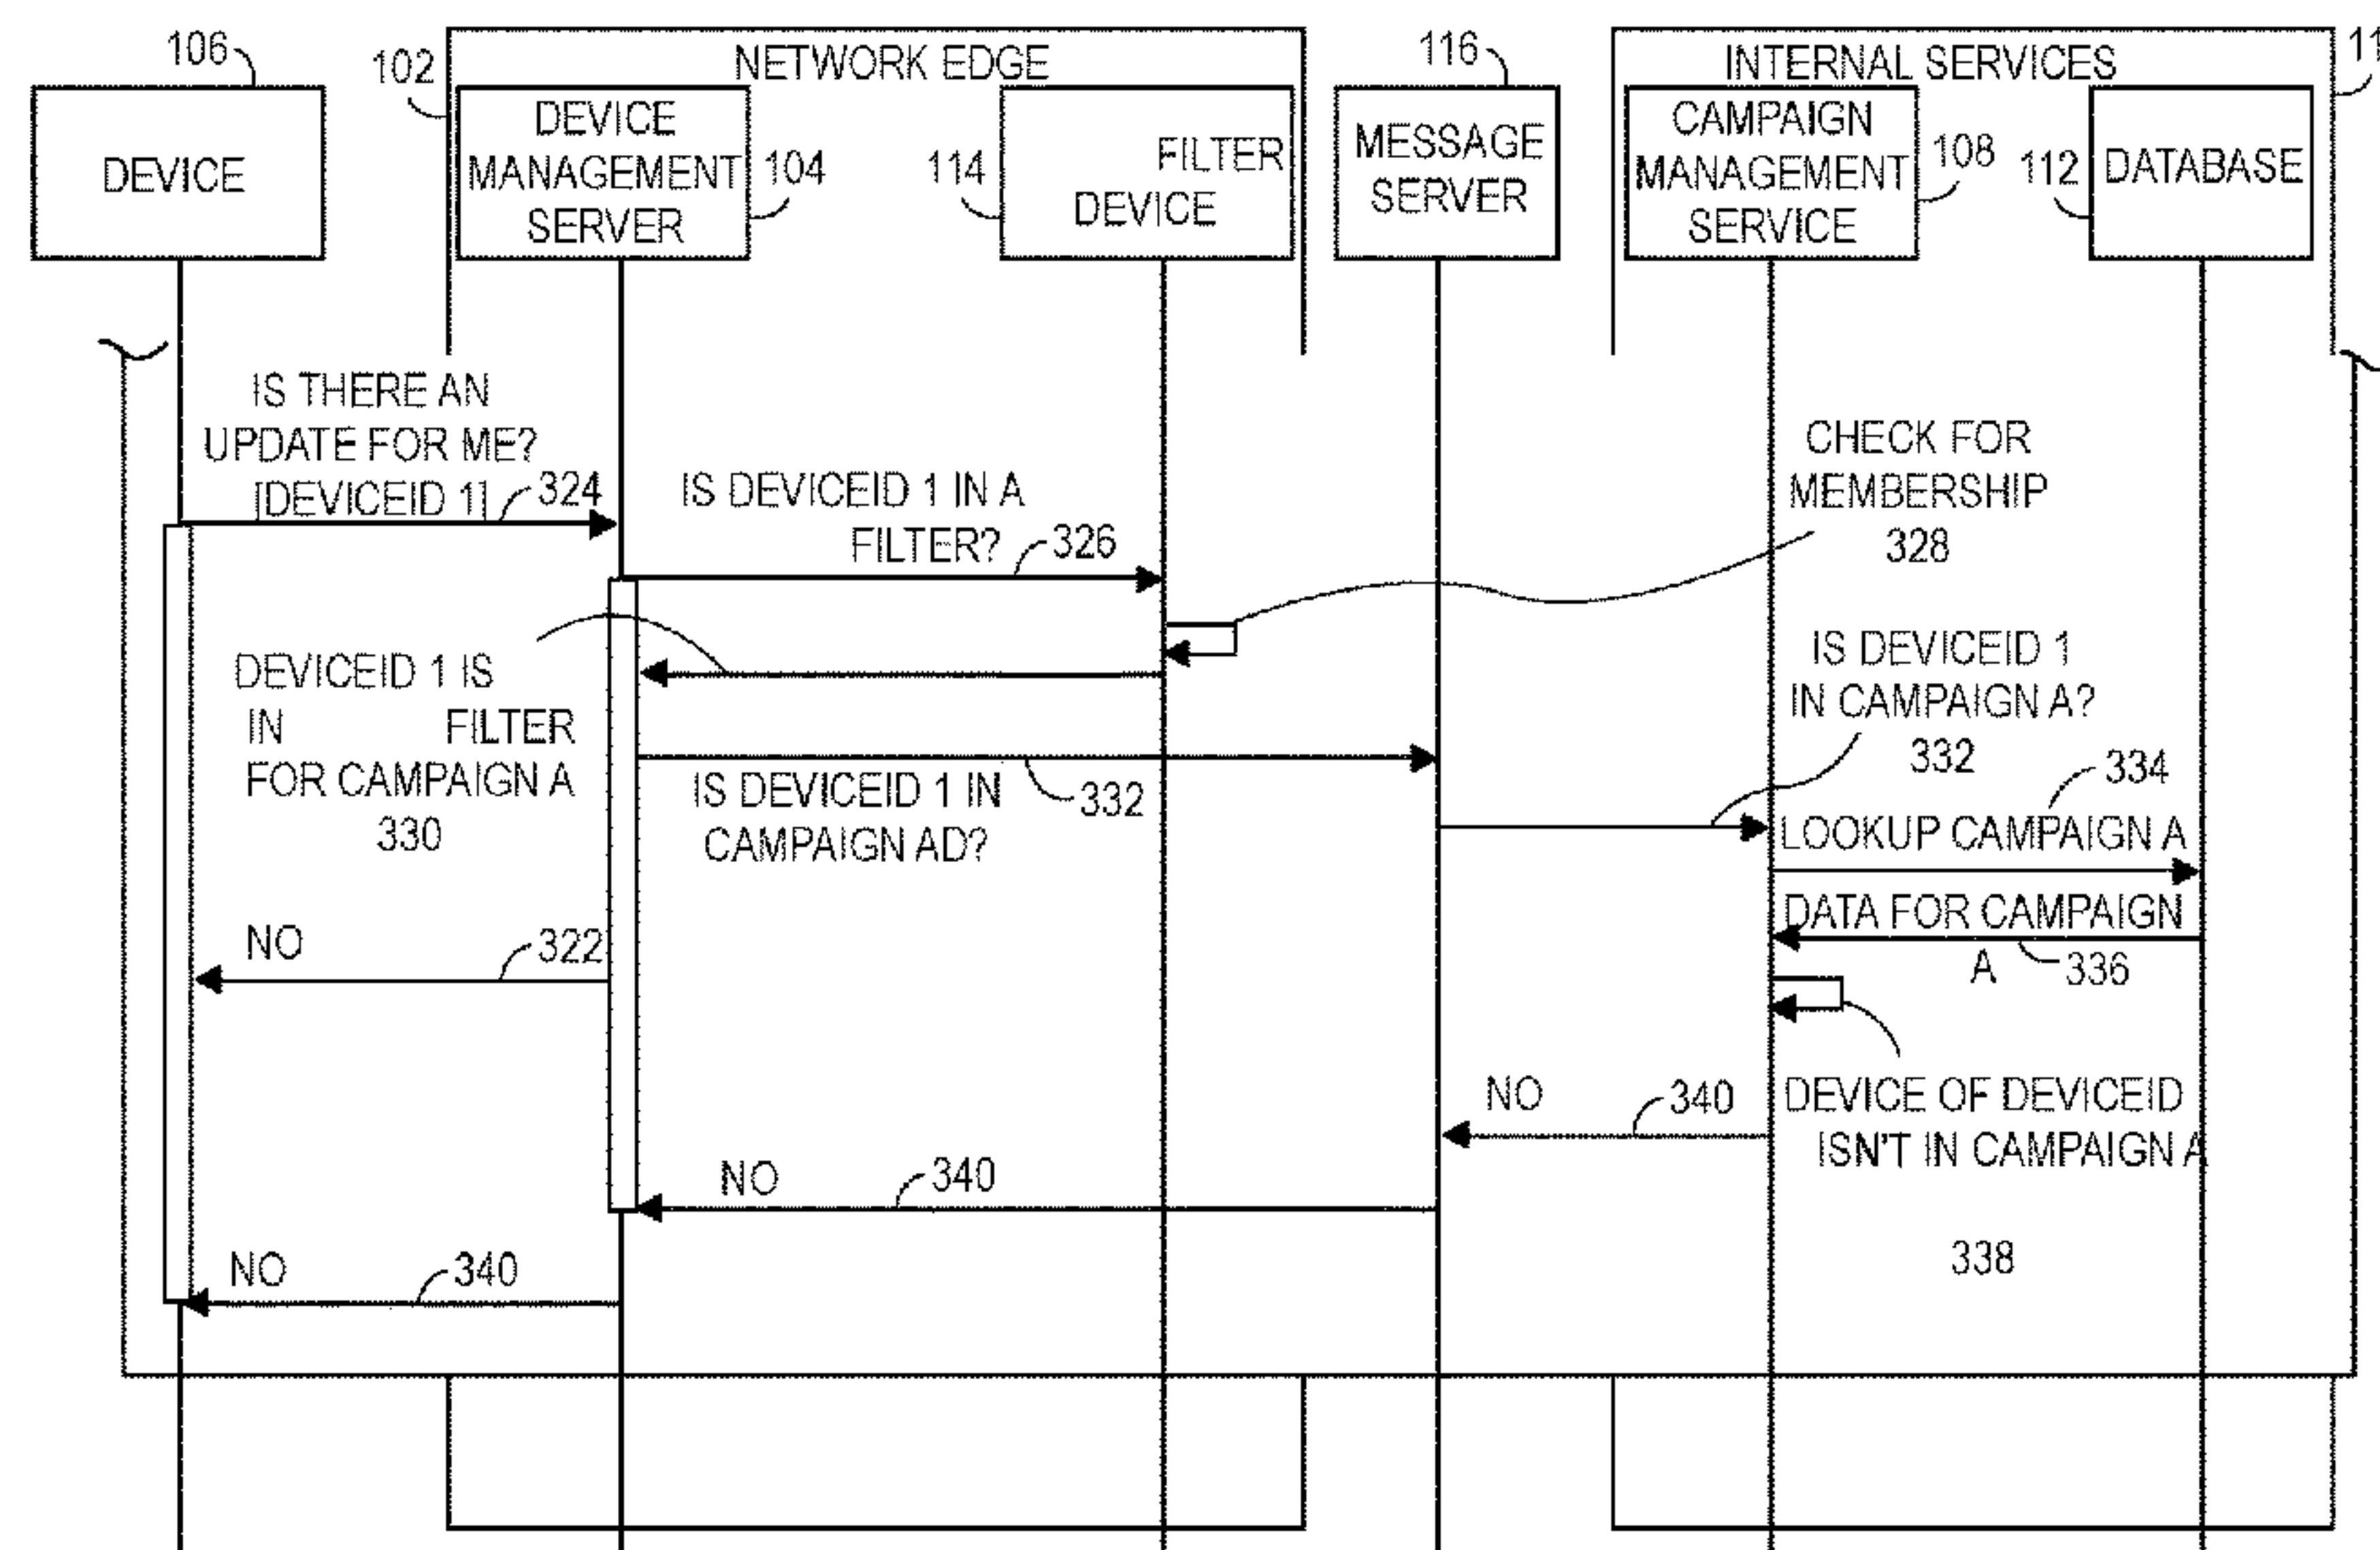 106
102
NETWORK EDGE
116
INTERNAL SERVICES
11
DEVICE
DEVICE
MANAGEMENT
SERVER
104
114
FILTER
DEVICE
MESSAGE
SERVER
CAMPAIGN
MANAGEMENT
SERVICE
108
112
DATABASE
IS THERE AN
UPDATE FOR ME?
[DEVICEID 1]
324
IS DEVICEID 1 IN A
FILTER?
326
CHECK FOR
MEMBERSHIP
328
DEVICEID 1 IS
IN FILTER
FOR CAMPAIGN A
330
IS DEVICEID 1 IN
CAMPAIGN AD?
332
IS DEVICEID 1
IN CAMPAIGN A?
332
334
LOOKUP CAMPAIGN A
DATA FOR CAMPAIGN
A
336
NO
322
DEVICE OF DEVICEID
ISN'T IN CAMPAIGN A
338
NO
340
NO
340
NO
340